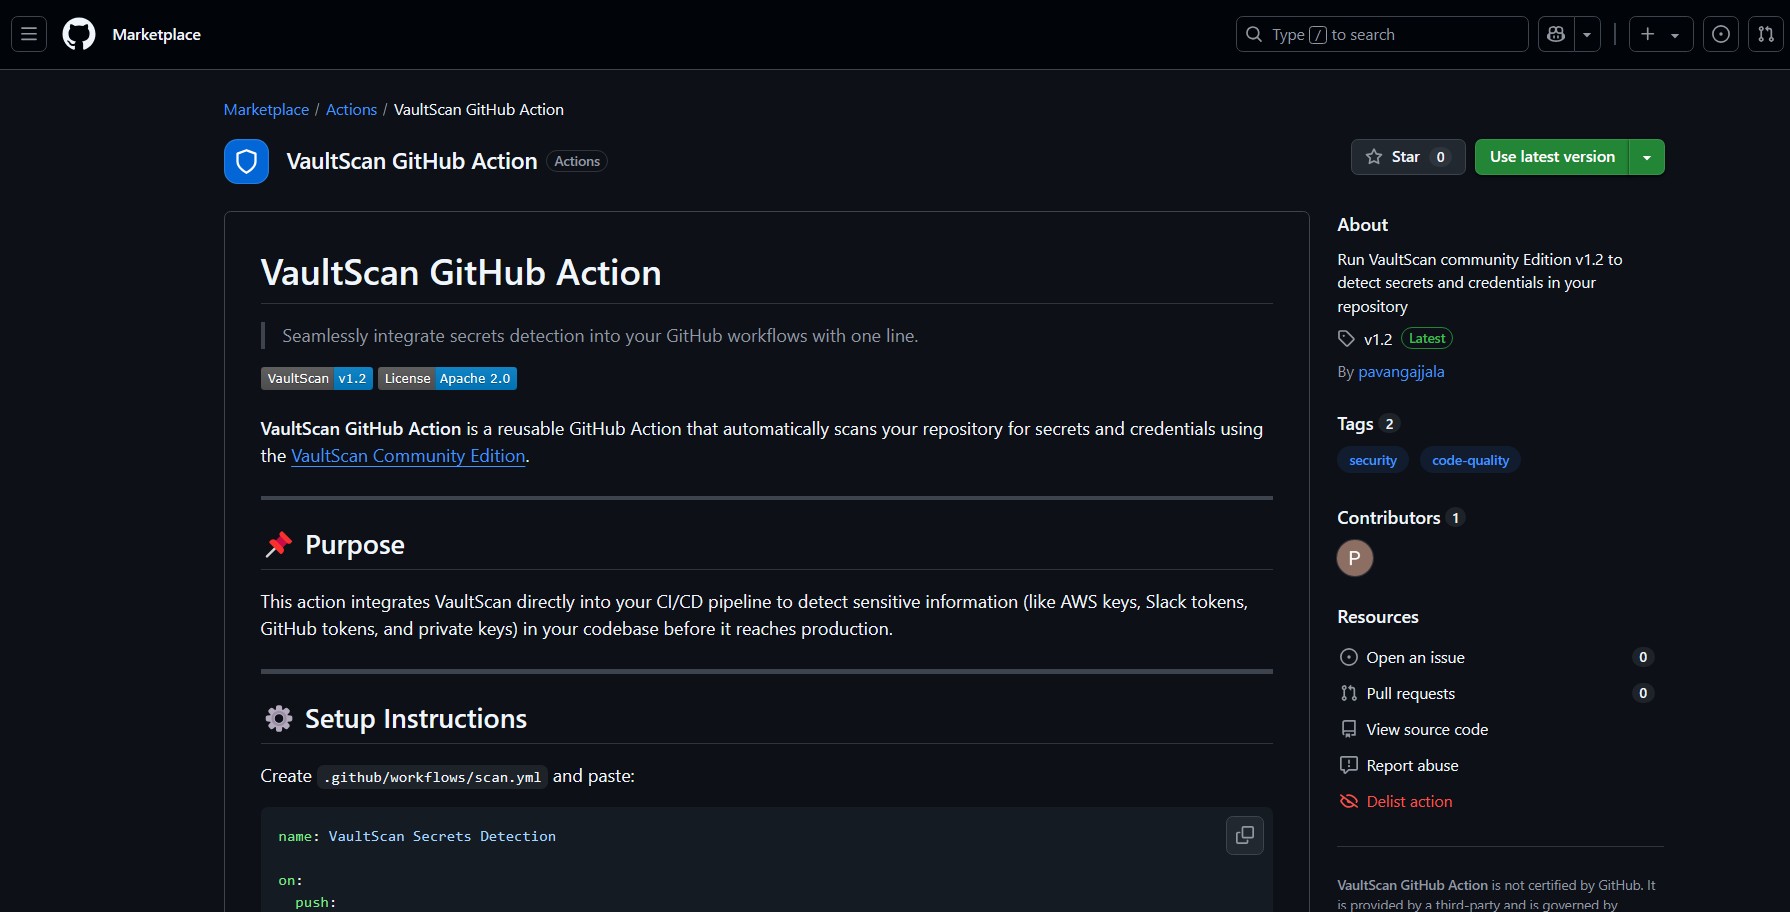 Marketplace
Type / to search
Marketplace / Actions / VaultScan GitHub Action
VaultScan GitHub Action Actions
Star 0
Use latest version
VaultScan GitHub Action
Seamlessly integrate secrets detection into your GitHub workflows with one line.
VaultScan v1.2 License Apache 2.0
VaultScan GitHub Action is a reusable GitHub Action that automatically scans your repository for secrets and credentials using
the VaultScan Community Edition.
📌 Purpose
This action integrates VaultScan directly into your CI/CD pipeline to detect sensitive information (like AWS keys, Slack tokens,
GitHub tokens, and private keys) in your codebase before it reaches production.
⚙️ Setup Instructions
Create .github/workflows/scan.yml and paste:
name: VaultScan Secrets Detection
on:
push:
About
Run VaultScan community Edition v1.2 to
detect secrets and credentials in your
repository
v1.2 Latest
By pavangajjala
Tags 2
security code-quality
Contributors 1
P
Resources
Open an issue 0
Pull requests 0
View source code
Report abuse
Delist action
VaultScan GitHub Action is not certified by GitHub. It
is provided by a third-party and is governed by